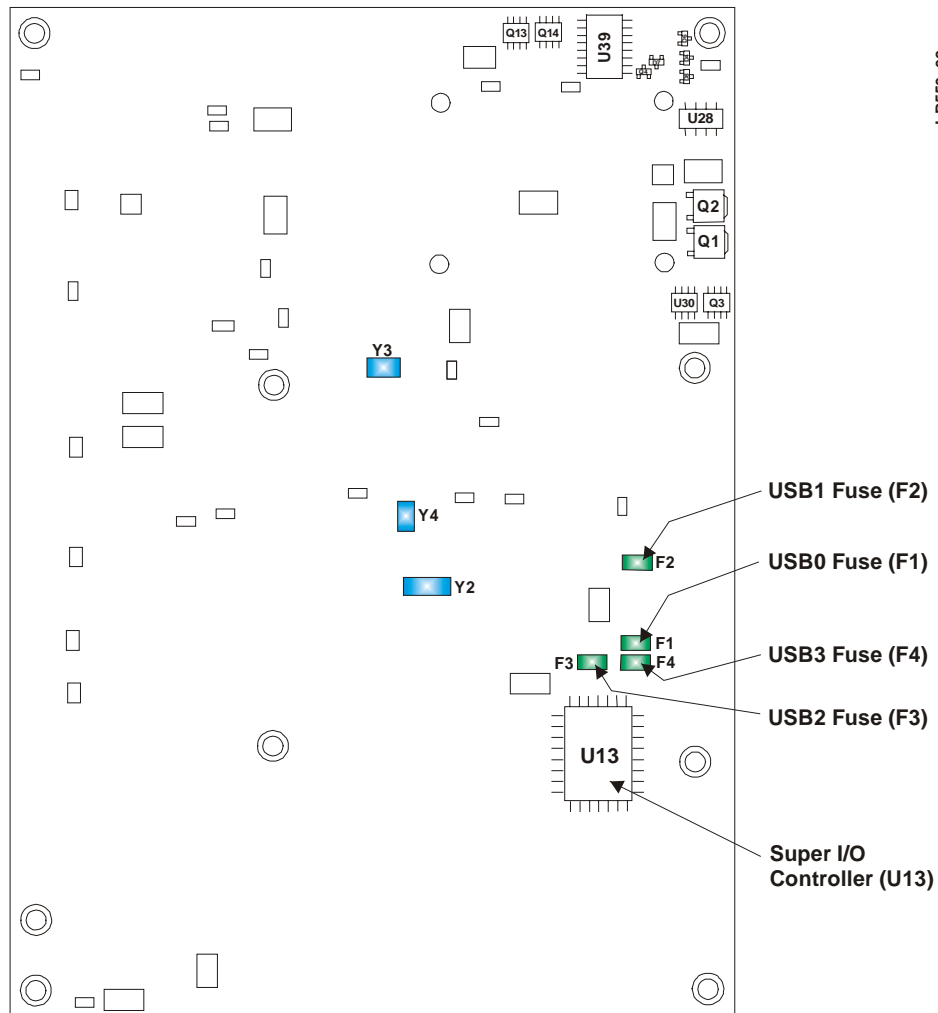 Q13
Q14
U39
U28
Q2
Q1
U30
Q3
Y3
Y4
Y2
USB1 Fuse (F2)
F2
USB0 Fuse (F1)
F1
F3
F4
USB3 Fuse (F4)
USB2 Fuse (F3)
U13
Super I/O
Controller (U13)